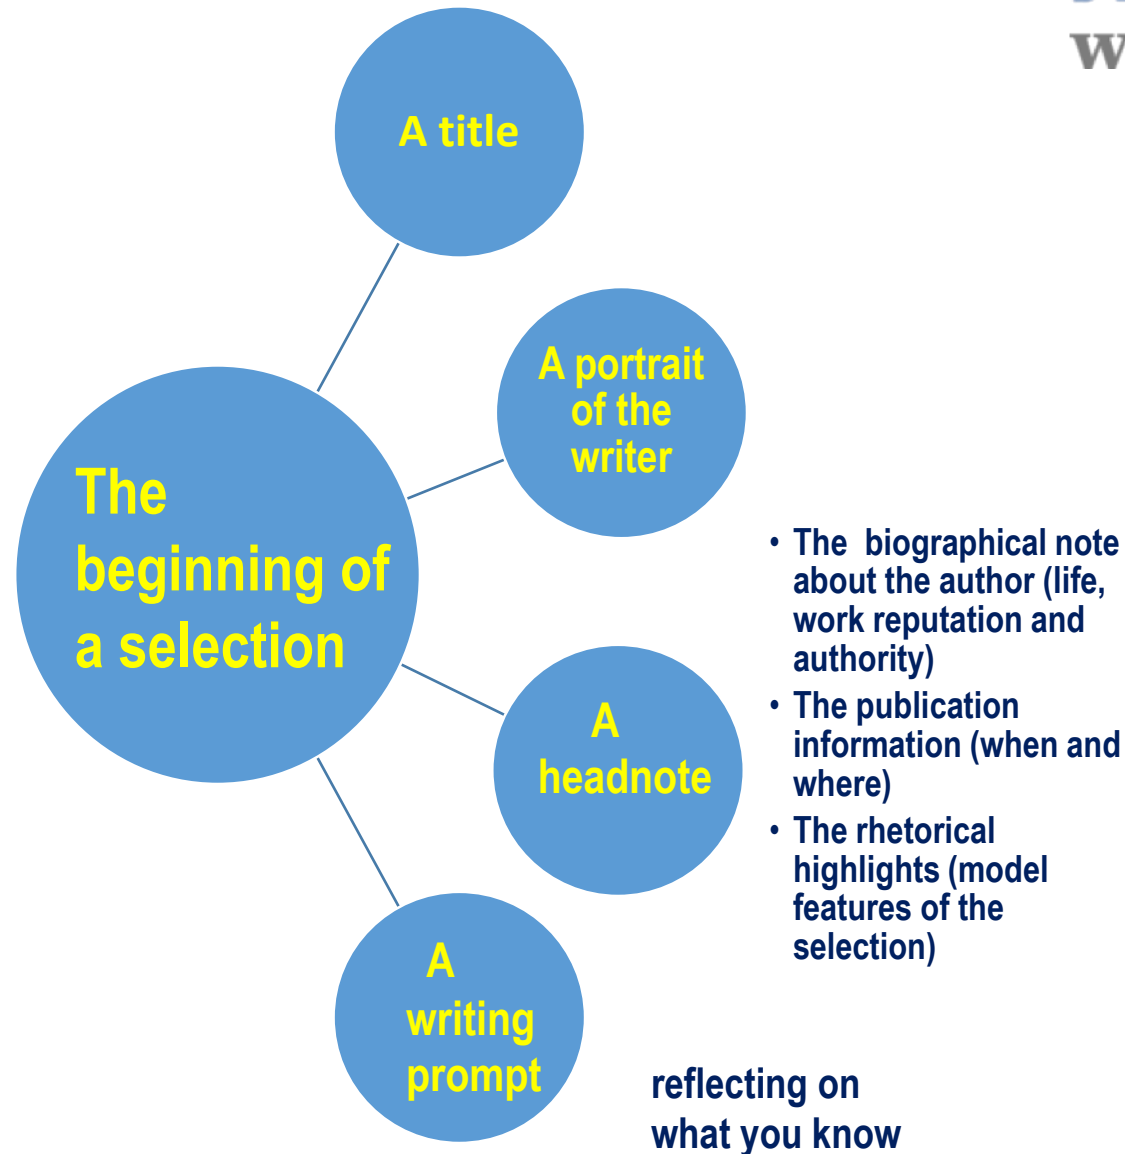 A title
A portrait
of the
writer
The
beginning of
a selection
A
headnote
• The biographical note
about the author (life,
work reputation and
authority)
• The publication
information (when and
where)
• The rhetorical
highlights (model
features of the
selection)
A
writing
prompt
reflecting on
what you know